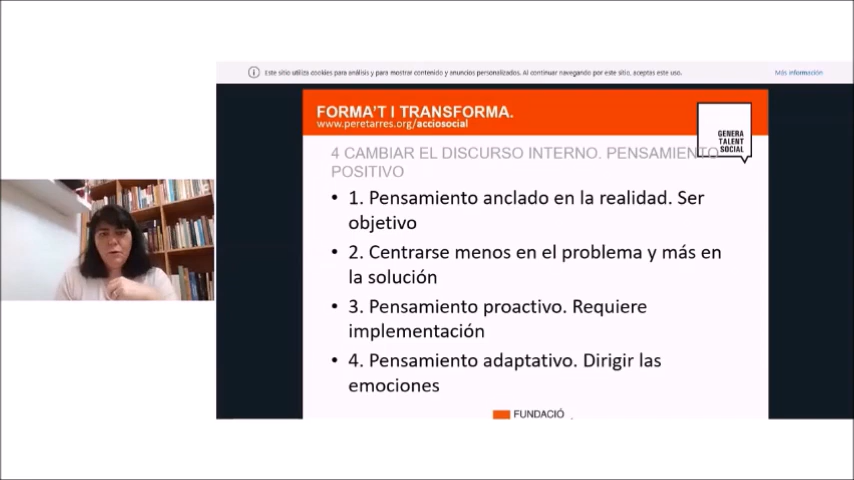 Este sitio utiliza cookies para análisis y para mostrar contenido y anuncios personalizados. Al continuar navegando por este sitio, aceptas este uso.
Más información
FORMA'T I TRANSFORMA.
www.peretarres.org/acciosocial
GENERA
TALENT
SOCIAL
4 CAMBIAR EL DISCURSO INTERNO. PENSAMIENTO
POSITIVO
• 1. Pensamiento anclado en la realidad. Ser
objetivo
• 2. Centrarse menos en el problema y más en
la solución
• 3. Pensamiento proactivo. Requiere
implementación
• 4. Pensamiento adaptativo. Dirigir las
emociones
FUNDACIÓ